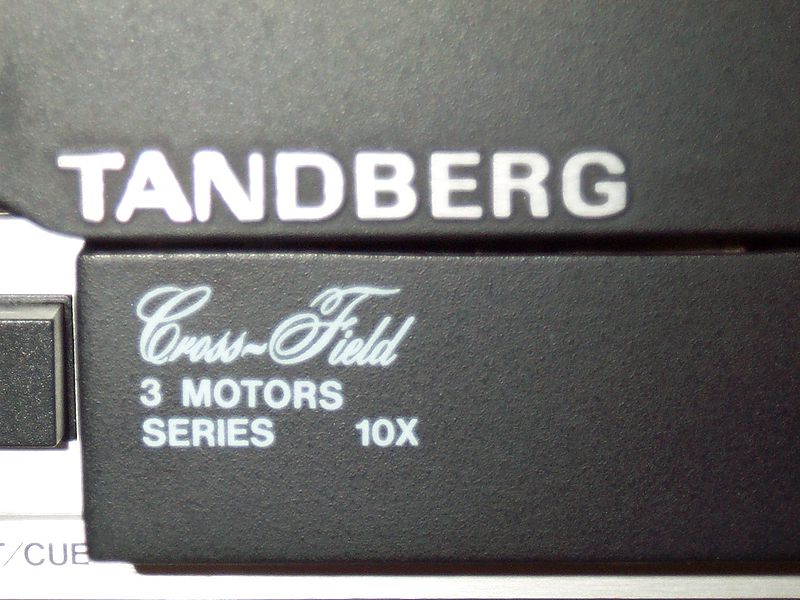 TANDBERG
Cross~Field
3 MOTORS
SERIES 10X
T/CUE